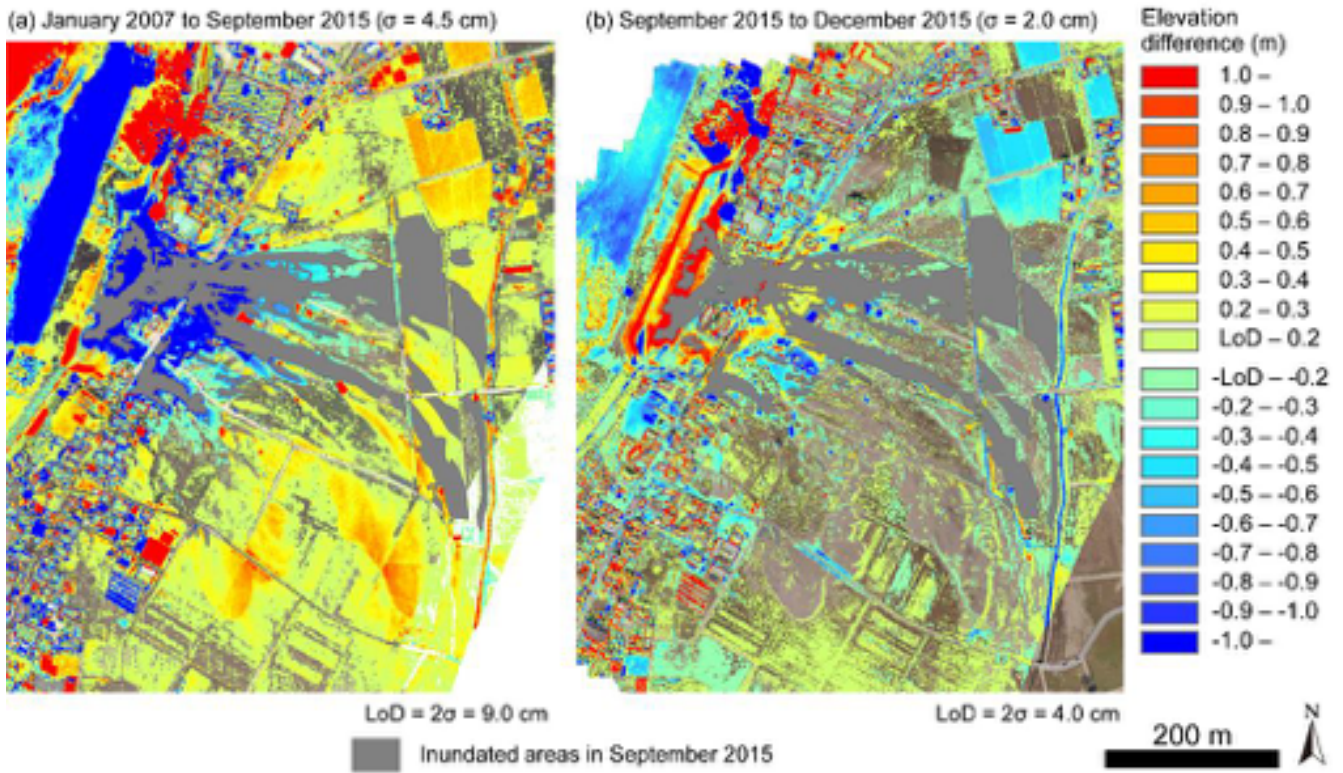 (a) January 2007 to September 2015 (σ = 4.5 cm)
(b) September 2015 to December 2015 (σ = 2.0 cm)
Elevation
difference (m)
1.0 –
0.9 – 1.0
0.8 – 0.9
0.7 – 0.8
0.6 – 0.7
0.5 – 0.6
0.4 – 0.5
0.3 – 0.4
0.2 – 0.3
LoD – 0.2
-LoD – -0.2
-0.2 – -0.3
-0.3 – -0.4
-0.4 – -0.5
-0.5 – -0.6
-0.6 – -0.7
-0.7 – -0.8
-0.8 – -0.9
-0.9 – -1.0
-1.0 –
LoD = 2σ = 9.0 cm
LoD = 2σ = 4.0 cm
Inundated areas in September 2015
200 m
N